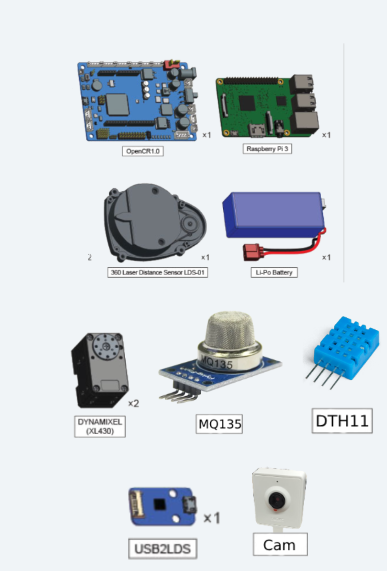 x1
x1
OpenCR1.0
Raspberry Pi 3
2
x1
x1
360 Laser Distance Sensor LDS-01
Li-Po Battery
MQ135
x2
DYNAMIXEL
(XL430)
MQ135
DTH11
x1
USB2LDS
Cam